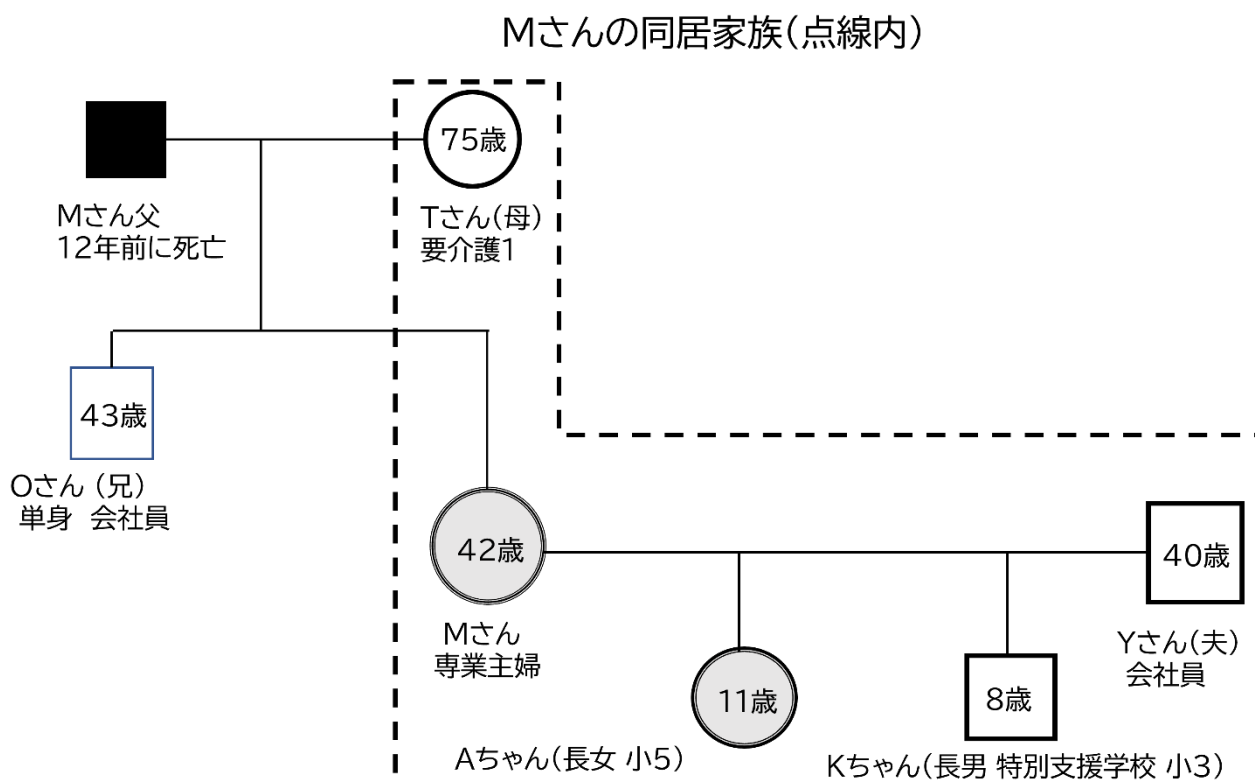 Mさんの同居家族(点線内)
75歳
Mさん父
12年前に死亡
Tさん(母)
要介護1
43歳
Oさん (兄)
単身 会社員
42歳
Mさん
専業主婦
40歳
Yさん(夫)
会社員
11歳
Aちゃん(長女 小5)
8歳
Kちゃん(長男 特別支援学校 小3)